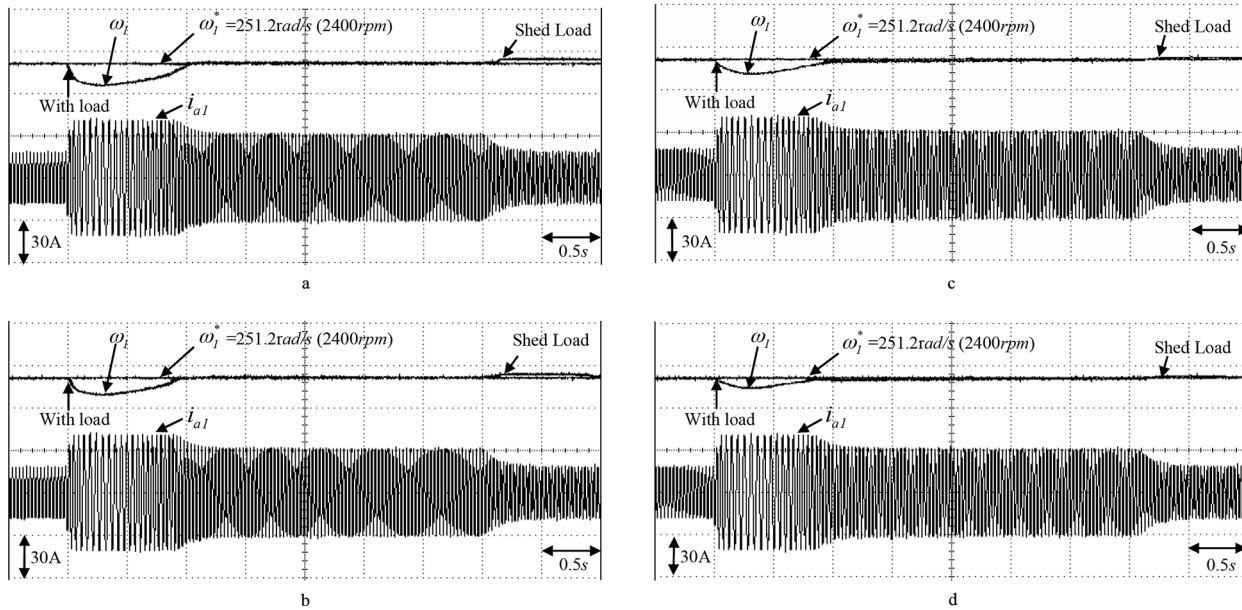 ω₁
ω₁* =251.2rad/s (2400rpm)
Shed Load
With load
iₐ₁
30A
0.5s
a
ω₁
ω₁* =251.2rad/s (2400rpm)
Shed Load
With load
iₐ₁
30A
0.5s
c
ω₁
ω₁* =251.2rad/s (2400rpm)
Shed Load
With load
iₐ₁
30A
0.5s
b
ω₁
ω₁* =251.2rad/s (2400rpm)
Shed Load
With load
iₐ₁
30A
0.5s
d